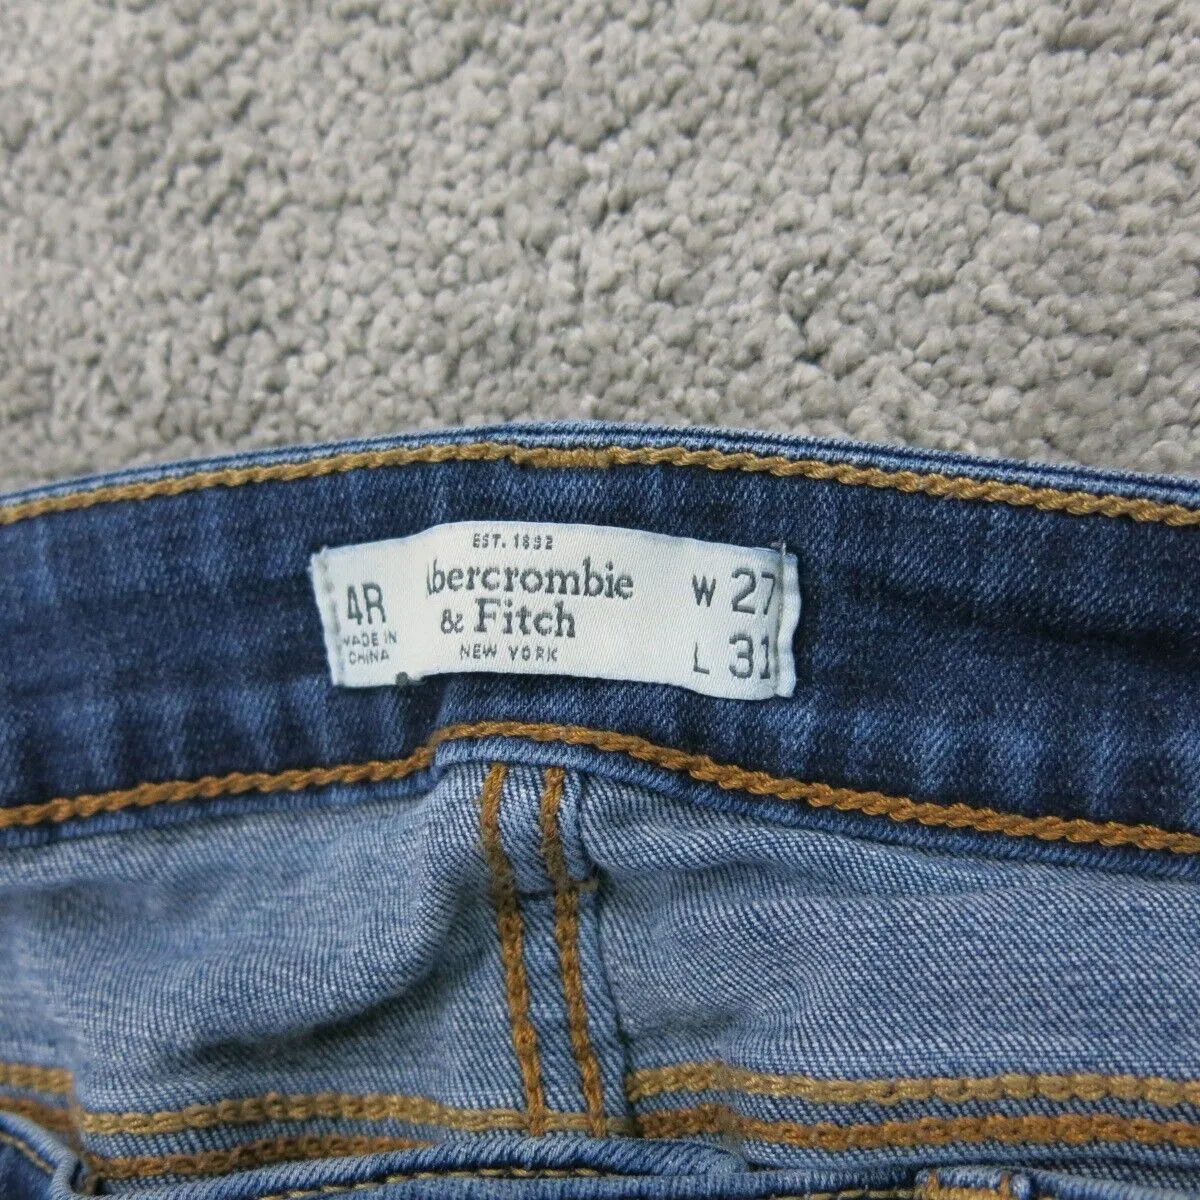 4R
MADE IN
CHINA
EST. 1892
Abercrombie
& Fitch
NEW YORK
W 27
L 31